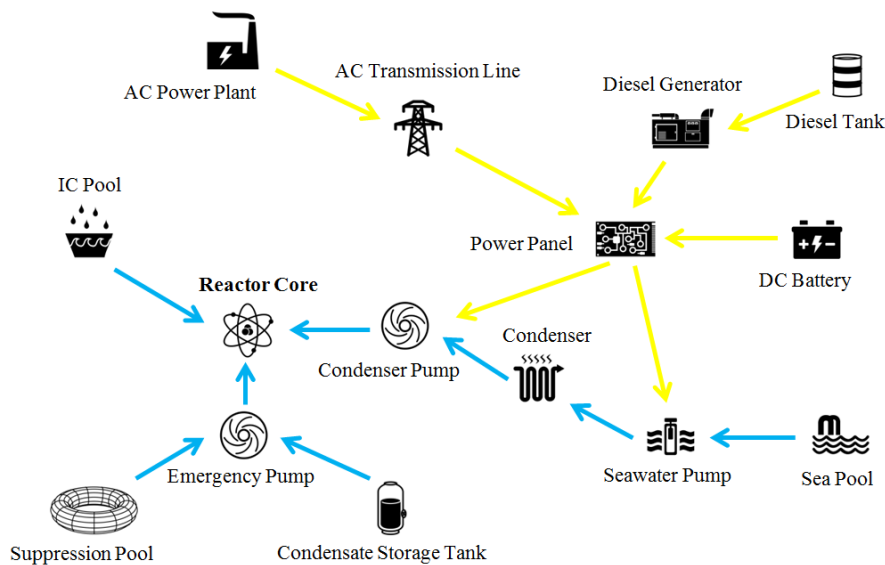 AC Transmission Line
Diesel Generator
AC Power Plant
Diesel Tank
IC Pool
Power Panel
DC Battery
Reactor Core
Condenser
Condenser Pump
Emergency Pump
Seawater Pump
Sea Pool
Suppression Pool
Condensate Storage Tank